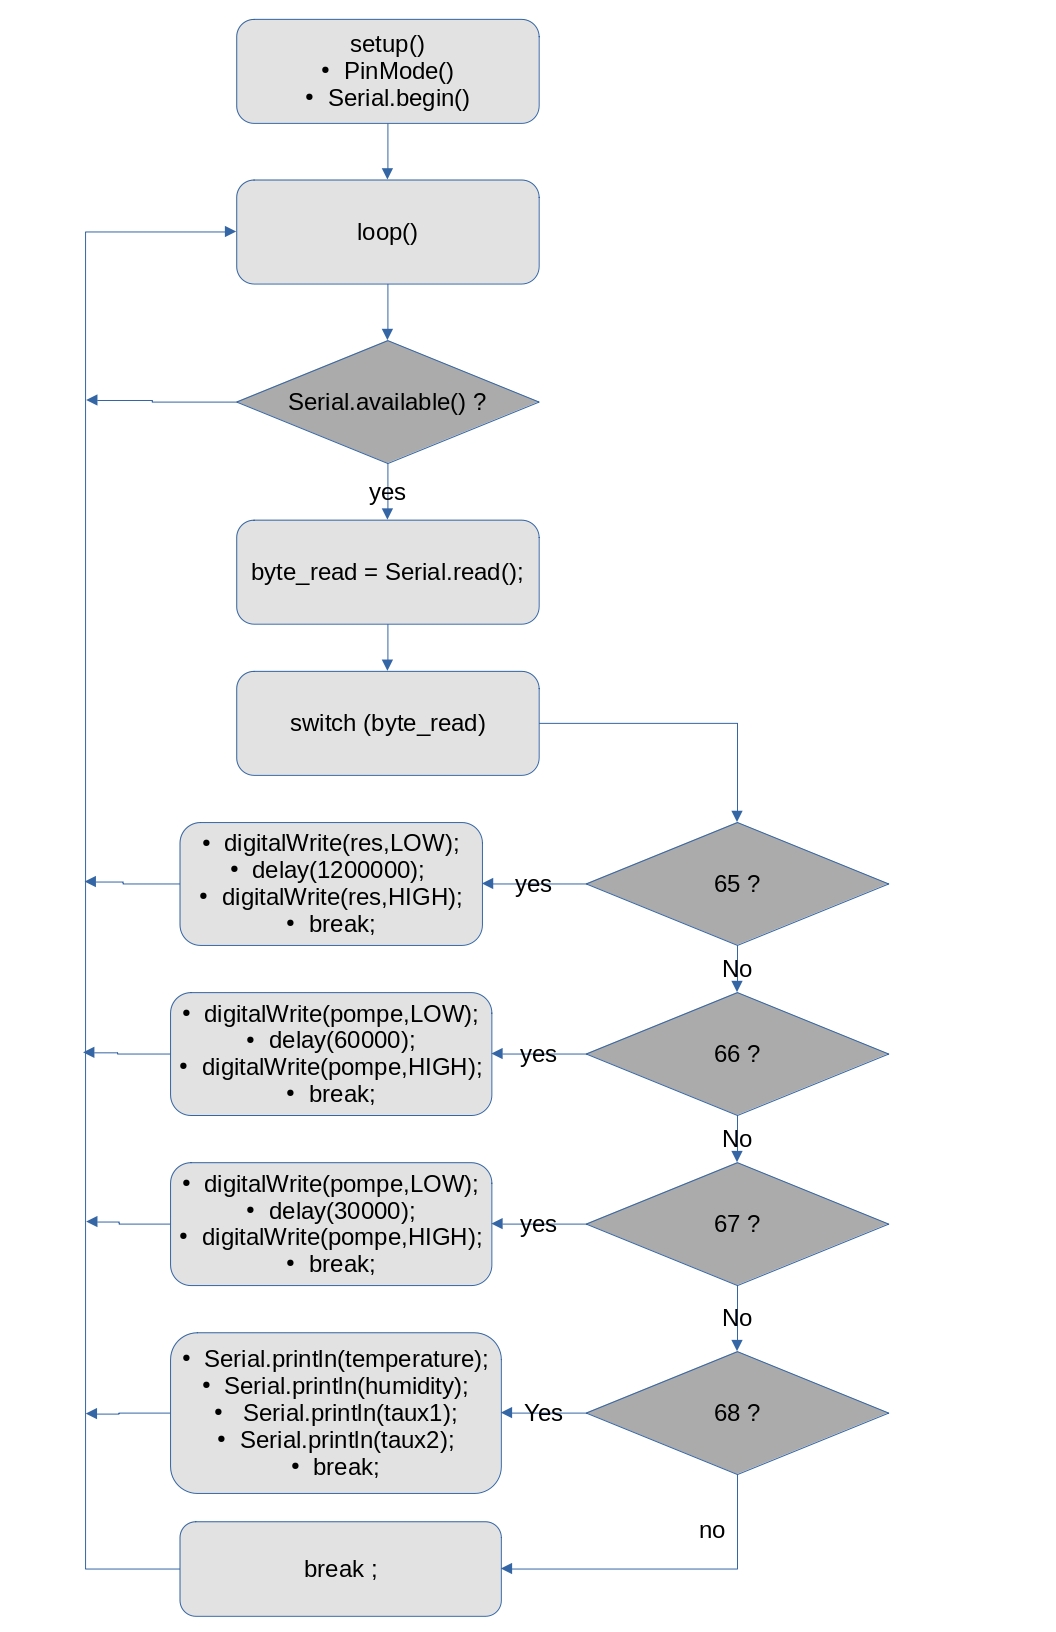 setup()
• PinMode()
• Serial.begin()
loop()
Serial.available() ?
yes
byte_read = Serial.read();
switch (byte_read)
• digitalWrite(res,LOW);
• delay(1200000);
• digitalWrite(res,HIGH);
• break;
yes
65 ?
No
• digitalWrite(pompe,LOW);
• delay(60000);
• digitalWrite(pompe,HIGH);
• break;
yes
66 ?
No
• digitalWrite(pompe,LOW);
• delay(30000);
• digitalWrite(pompe,HIGH);
• break;
yes
67 ?
No
• Serial.println(temperature);
• Serial.println(humidity);
• Serial.println(taux1);
• Serial.println(taux2);
• break;
Yes
68 ?
no
break ;